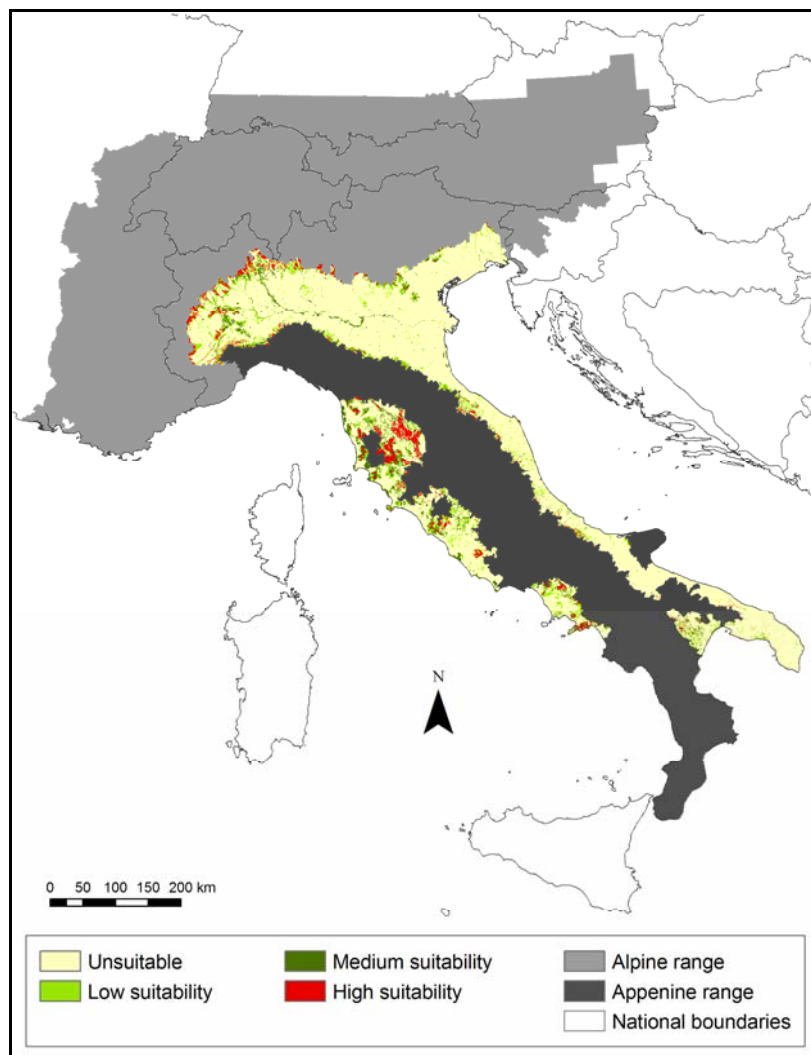 N
0 50 100 150 200 km
Unsuitable
Medium suitability
Alpine range
Low suitability
High suitability
Appenine range
National boundaries